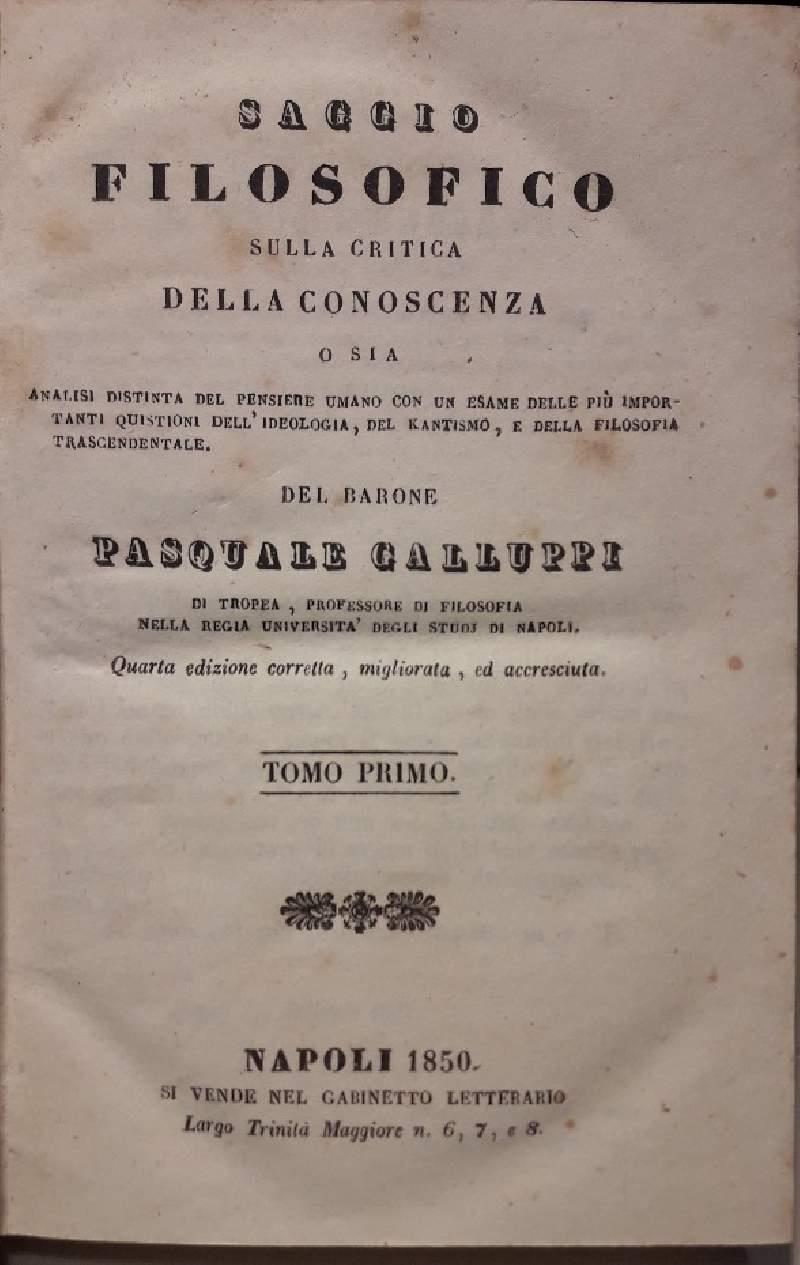 SAGGIO
FILOSOFICO
SULLA CRITICA
DELLA CONOSCENZA
O SIA
ANALISI DISTINTA DEL PENSIERE UMANO CON UN ESAME DELLE PIÙ IMPOR-
TANTI QUISTIONI DELL'IDEOLOGIA, DEL KANTISMO, E DELLA FILOSOFIA
TRASCENDENTALE.
DEL BARONE
PASQUALE GALLUPPI
DI TROPEA, PROFESSORE DI FILOSOFIA
NELLA REGIA UNIVERSITA' DEGLI STUDJ DI NAPOLI.
Quarta edizione corretta, migliorata, ed accresciuta.
TOMO PRIMO.
NAPOLI 1850.
SI VENDE NEL GABINETTO LETTERARIO
Largo Trinità Maggiore n. 6, 7, e 8.